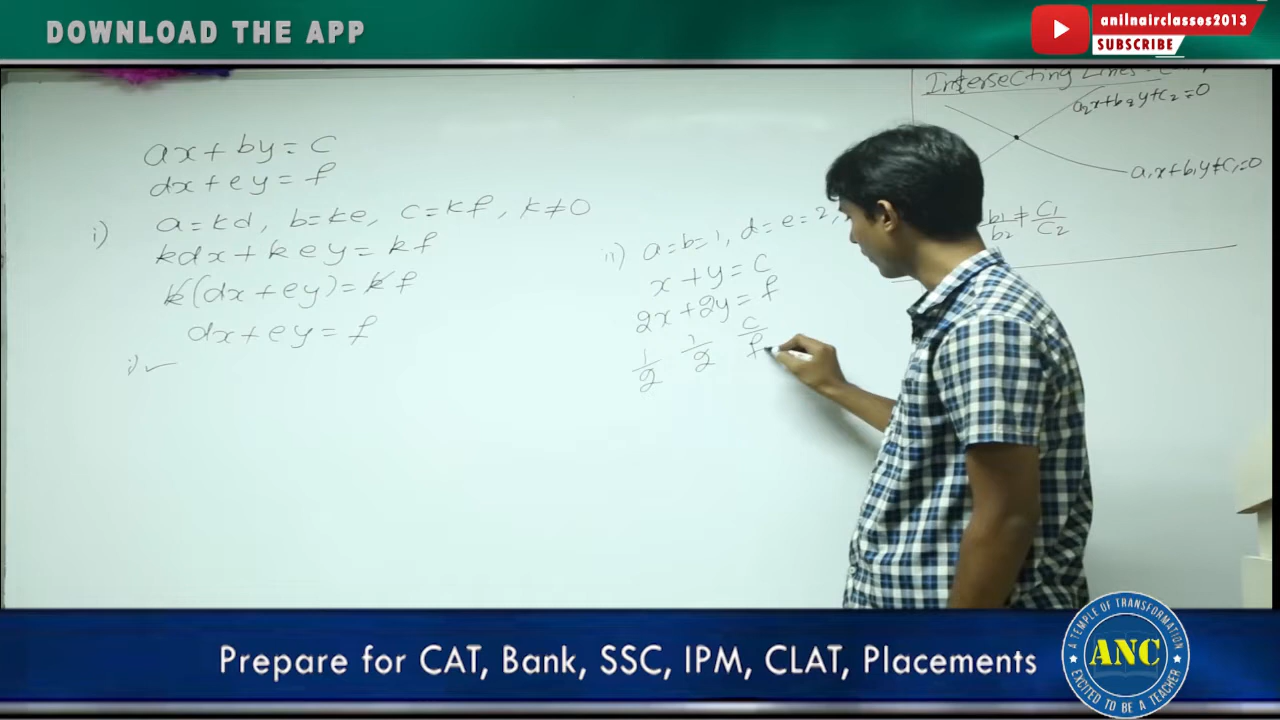 DOWNLOAD THE APP
anilnairclasses2013
SUBSCRIBE
ax + by = c
dx + ey = f
i) a = kd, b = ke, c = kf, k ≠ 0
kdx + key = kf
k(dx + ey) = kf
dx + ey = f
i) ✓
ii) a = b = 1, d = e = 2,
x + y = c
2x + 2y = f
1/2 1/2 c/f
Intersecting Lines
a₂x+b₂y+c₂=0
a₁x+b₁y+c₁=0
b₁/b₂ ≠ c₁/c₂
Prepare for CAT, Bank, SSC, IPM, CLAT, Placements
A TEMPLE OF TRANSFORMATION
ANC
EXCITED TO BE A TEACHER